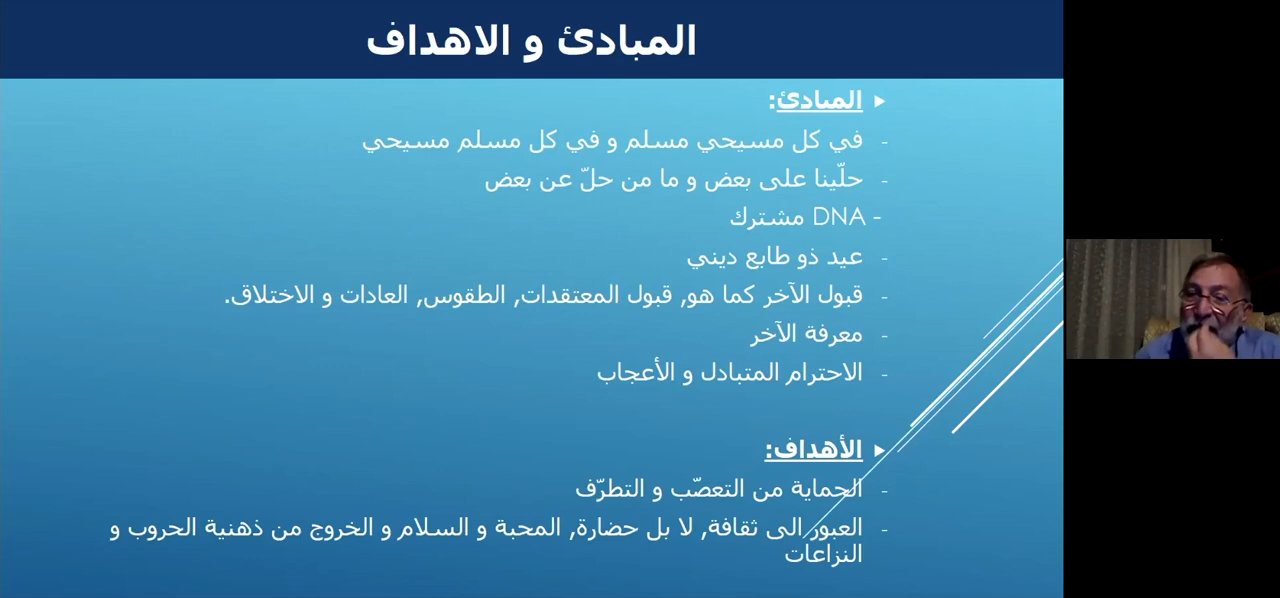 المبادئ و الاهداف
المبادئ:
- في كل مسيحي مسلم و في كل مسلم مسيحي
- حلّينا على بعض و ما من حلّ عن بعض
- DNA مشترك
- عيد ذو طابع ديني
- قبول الآخر كما هو, قبول المعتقدات, الطقوس, العادات و الاختلاق.
- معرفة الآخر
- الاحترام المتبادل و الأعجاب
الأهداف:
- الحماية من التعصّب و التطرّف
- العبور الى ثقافة, لا بل حضارة, المحبة و السلام و الخروج من ذهنية الحروب و
النزاعات